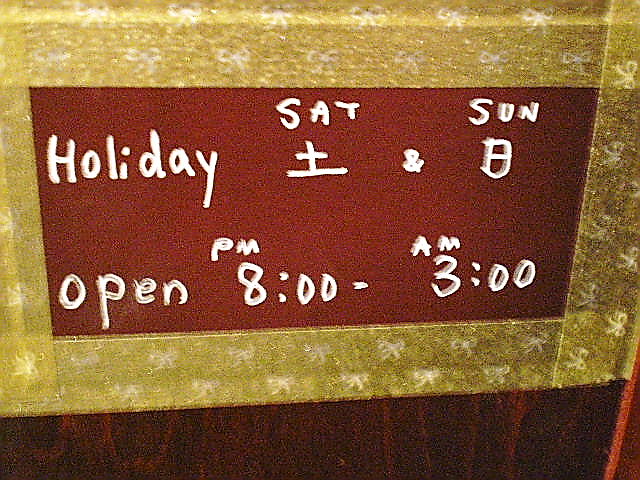 SAT SUN
Holiday 土 & 日
PM AM
open 8:00 - 3:00